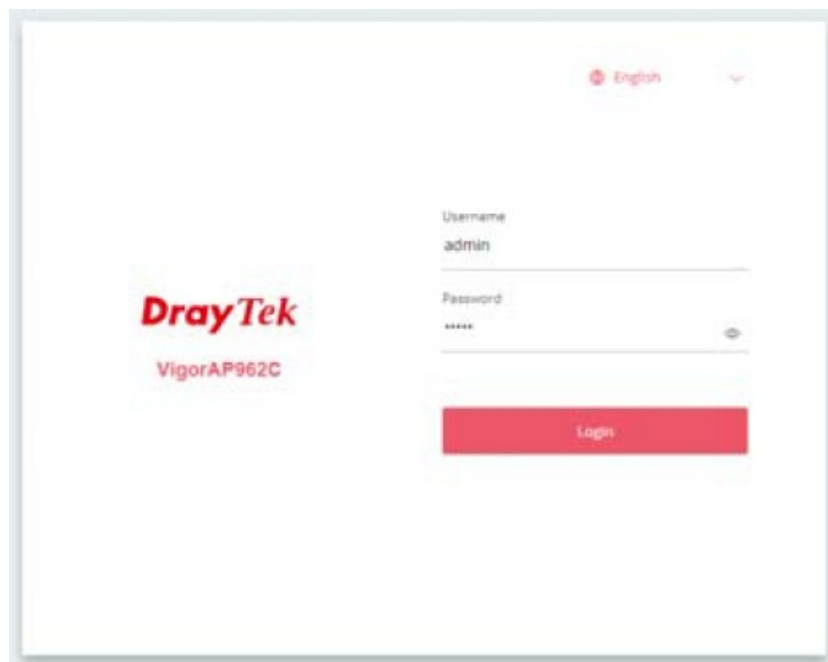 English
Username
admin
DrayTek
VigorAP962C
Password
•••••
Login